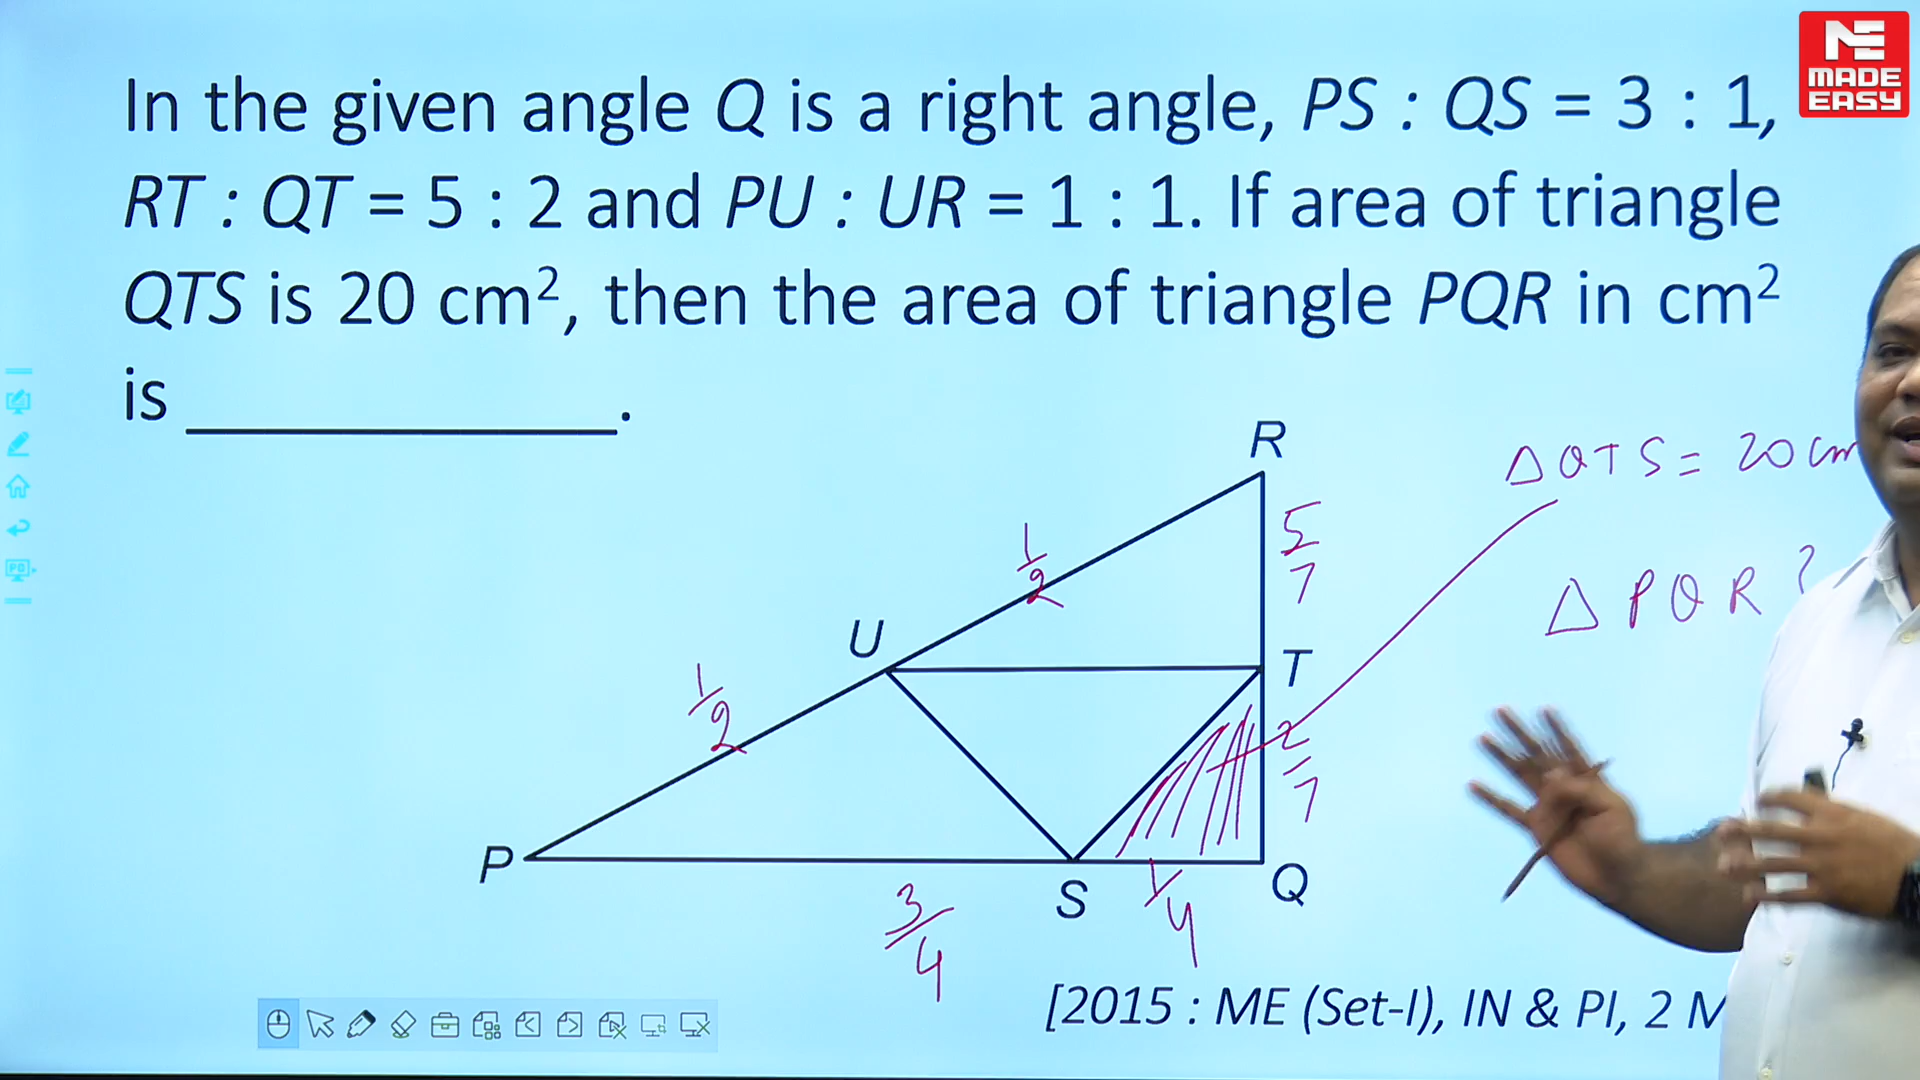 ME
MADE
EASY
In the given angle Q is a right angle, PS : QS = 3 : 1,
RT : QT = 5 : 2 and PU : UR = 1 : 1. If area of triangle
QTS is 20 cm², then the area of triangle PQR in cm²
is ____________.
R
△QTS = 20 cm
1/2
5/7
△PQR ?
U
T
1/2
2/7
P
S
Q
3/4
1/4
[2015 : ME (Set-I), IN & PI, 2 M